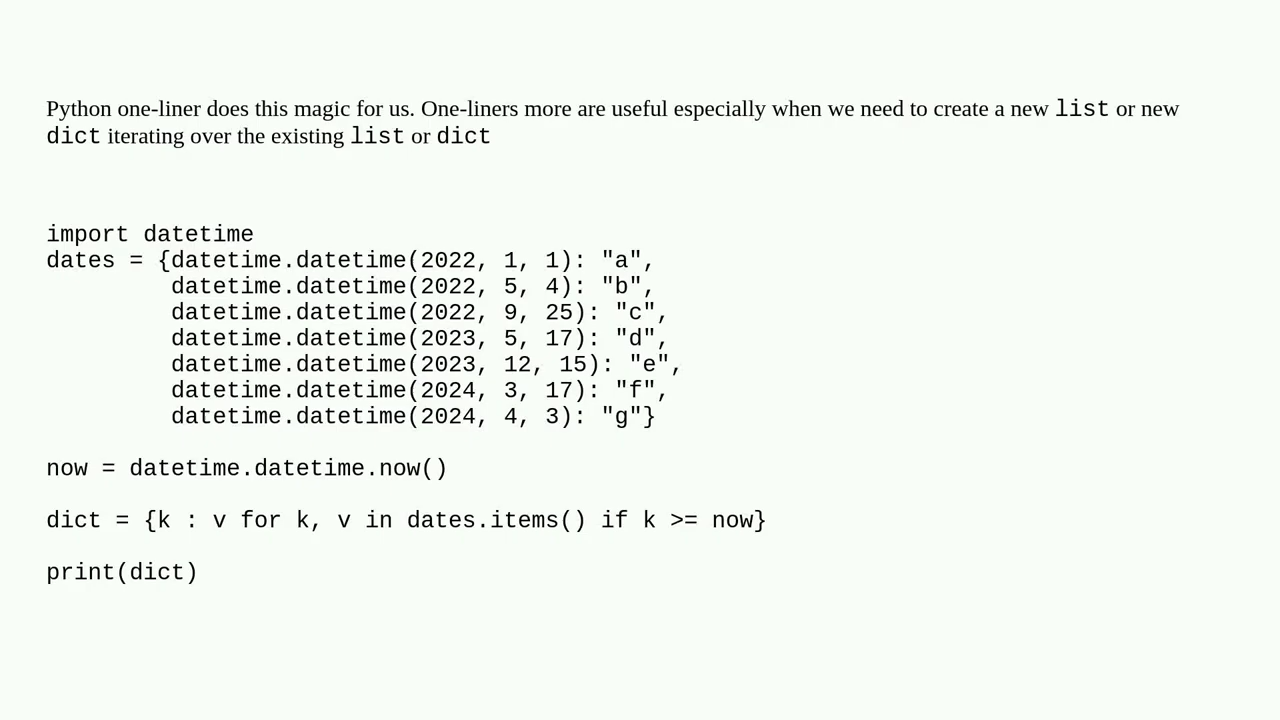 Python one-liner does this magic for us. One-liners more are useful especially when we need to create a new list or new
dict iterating over the existing list or dict
import datetime
dates = {datetime.datetime(2022, 1, 1): "a",
         datetime.datetime(2022, 5, 4): "b",
         datetime.datetime(2022, 9, 25): "c",
         datetime.datetime(2023, 5, 17): "d",
         datetime.datetime(2023, 12, 15): "e",
         datetime.datetime(2024, 3, 17): "f",
         datetime.datetime(2024, 4, 3): "g"}
now = datetime.datetime.now()
dict = {k : v for k, v in dates.items() if k >= now}
print(dict)